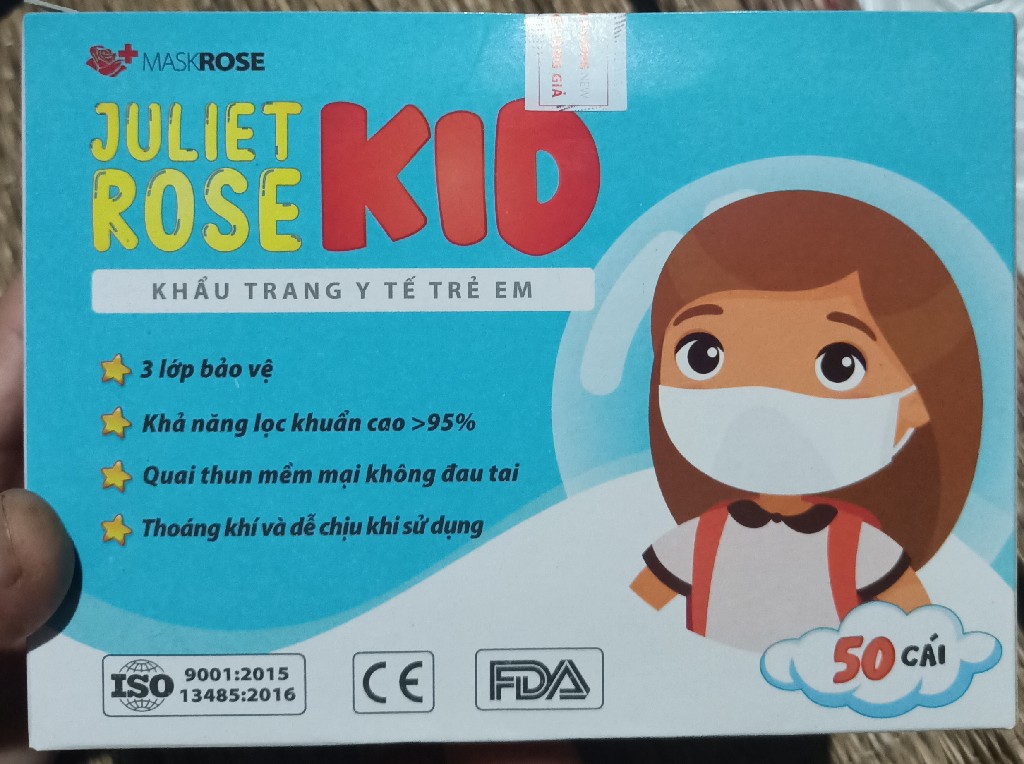 MASKROSE
JULIET
ROSE
KID
KHẨU TRANG Y TẾ TRẺ EM
3 lớp bảo vệ
Khả năng lọc khuẩn cao >95%
Quai thun mềm mại không đau tai
Thoáng khí và dễ chịu khi sử dụng
ISO 9001:2015
13485:2016
CE
FDA
50 CÁI